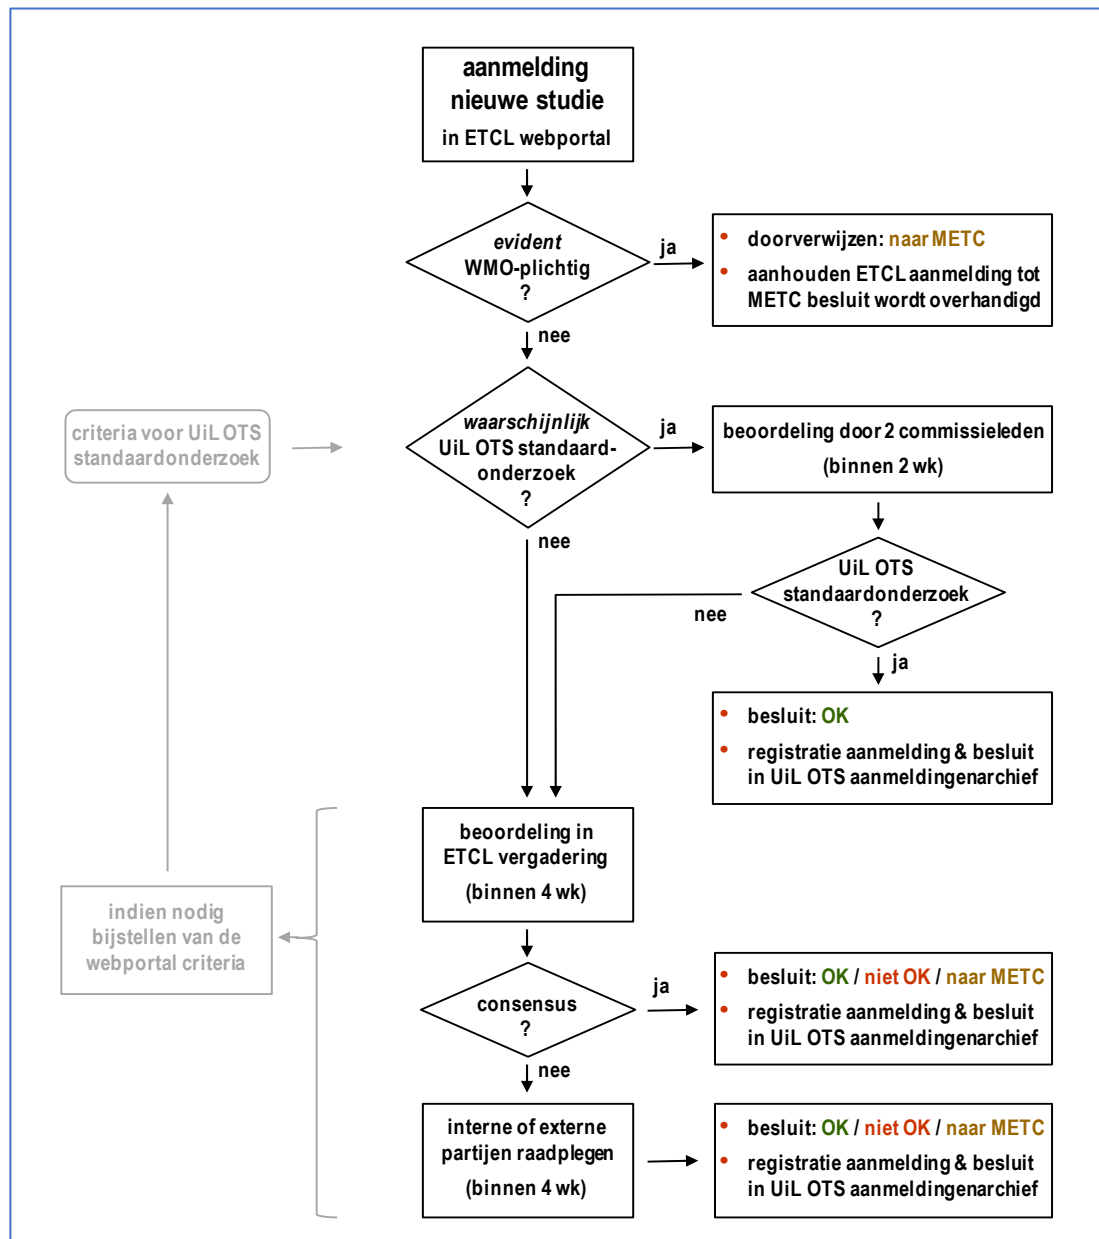 aanmelding
nieuwe studie
in ETCL webportal
evident
WMO-plichtig
?
ja
• doorverwijzen: naar METC
• aanhouden ETCL aanmelding tot
METC besluit wordt overhandigd
nee
criteria voor UiL OTS
standaardonderzoek
waarschijnlijk
UiL OTS standaard-
onderzoek
?
ja
beoordeling door 2 commissieleden
(binnen 2 wk)
nee
UiL OTS
standaardonderzoek
?
nee
ja
• besluit: OK
• registratie aanmelding & besluit
in UiL OTS aanmeldingenarchief
beoordeling in
ETCL vergadering
(binnen 4 wk)
indien nodig
bijstellen van de
webportal criteria
consensus
?
ja
• besluit: OK / niet OK / naar METC
• registratie aanmelding & besluit
in UiL OTS aanmeldingenarchief
nee
interne of externe
partijen raadplegen
(binnen 4 wk)
• besluit: OK / niet OK / naar METC
• registratie aanmelding & besluit
in UiL OTS aanmeldingenarchief